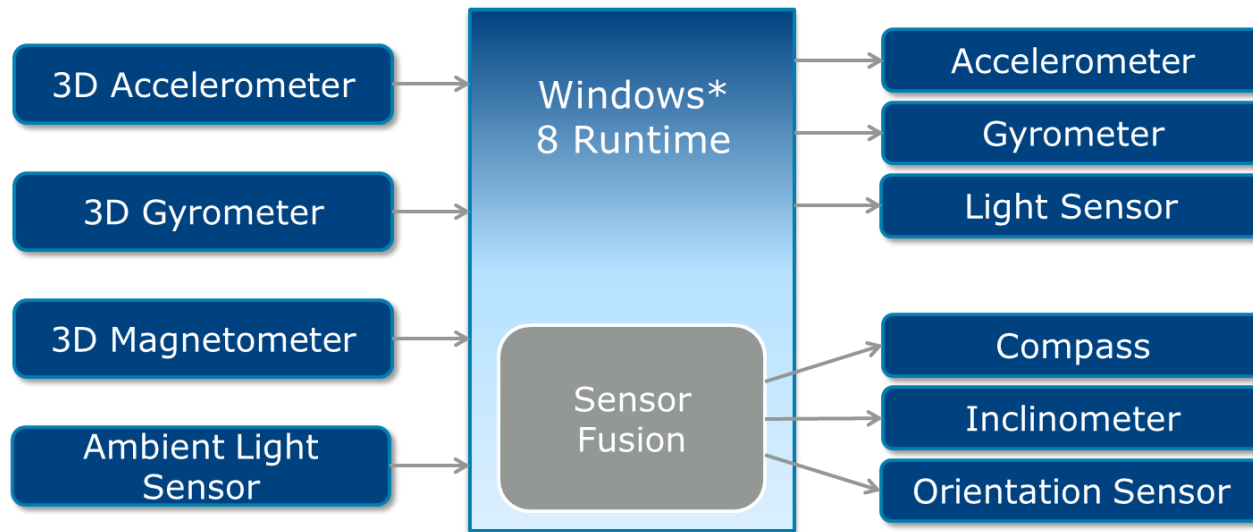 3D Accelerometer
3D Gyrometer
3D Magnetometer
Ambient Light
Sensor
Windows*
8 Runtime
Sensor
Fusion
Accelerometer
Gyrometer
Light Sensor
Compass
Inclinometer
Orientation Sensor